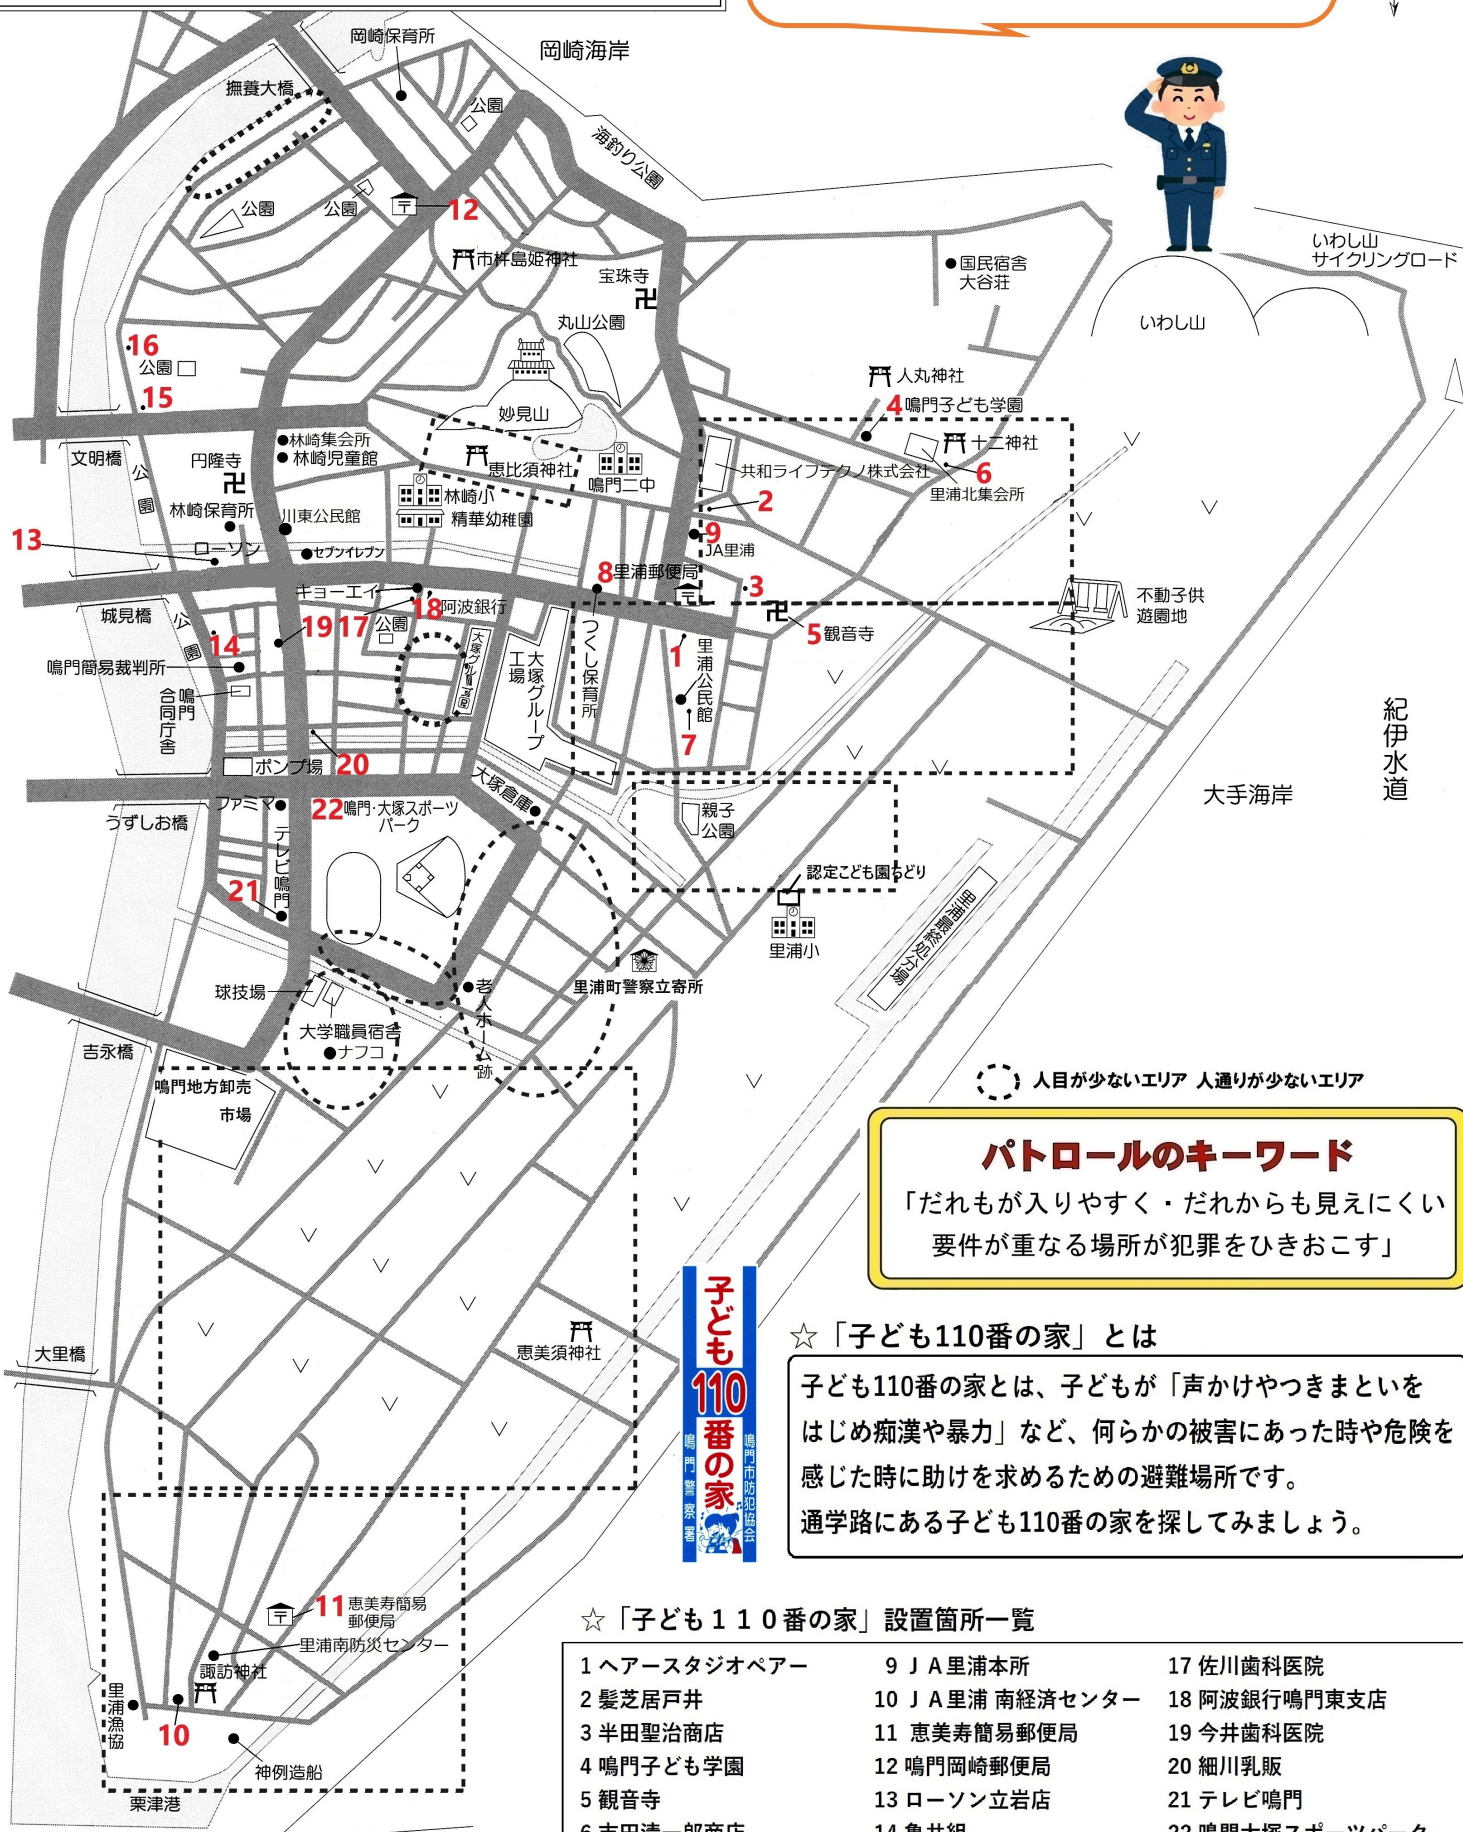 岡崎保育所
岡崎海岸
撫養大橋
公園
海釣り公園
公園
公園
12
いわし山
サイクリングロード
市杵島姫神社
国民宿舎
大谷荘
宝珠寺
丸山公園
いわし山
16
公園
人丸神社
15
4 鳴門子ども学園
妙見山
文明橋
公園
円隆寺
林崎集会所
林崎児童館
恵比須神社
鳴門二中
共和ライフテクノ株式会社
十二神社
6
里浦北集会所
林崎小
精華幼稚園
2
林崎保育所
川東公民館
13
ローソン
セブンイレブン
9
JA里浦
8 里浦郵便局
3
キョーエイ
18 阿波銀行
城見橋
公園
19
17
公園
14
不動子供
遊園地
5 観音寺
1
里浦公民館
つくし保育所
大塚グループ
工場
鳴門簡易裁判所
鳴門
合同庁舎
7
紀伊水道
20
ポンプ場
大塚倉庫
大手海岸
ファミマ
22 鳴門・大塚スポーツ
パーク
うずしお橋
親子
公園
テレビ鳴門
認定こども園ちどり
21
里浦最終処分場
里浦小
球技場
老人ホーム跡
里浦町警察立寄所
大学職員宿舎
ナフコ
吉永橋
鳴門地方卸売
市場
人目が少ないエリア 人通りが少ないエリア
パトロールのキーワード
「だれもが入りやすく・だれからも見えにくい
要件が重なる場所が犯罪をひきおこす」
大里橋
恵美須神社
子ども
110
番の家
鳴門警察署
鳴門市防犯協会
☆「子ども110番の家」とは
子ども110番の家とは、子どもが「声かけやつきまといを
はじめ痴漢や暴力」など、何らかの被害にあった時や危険を
感じた時に助けを求めるための避難場所です。
通学路にある子ども110番の家を探してみましょう。
11 恵美寿簡易
郵便局
里浦南防災センター
諏訪神社
里浦漁協
10
神例造船
粟津港
☆「子ども１１０番の家」設置箇所一覧
1 ヘアースタジオペアー
2 髪芝居戸井
3 半田聖治商店
4 鳴門子ども学園
5 観音寺
9 ＪＡ里浦本所
10 ＪＡ里浦 南経済センター
11 恵美寿簡易郵便局
12 鳴門岡崎郵便局
13 ローソン立岩店
17 佐川歯科医院
18 阿波銀行鳴門東支店
19 今井歯科医院
20 細川乳販
21 テレビ鳴門